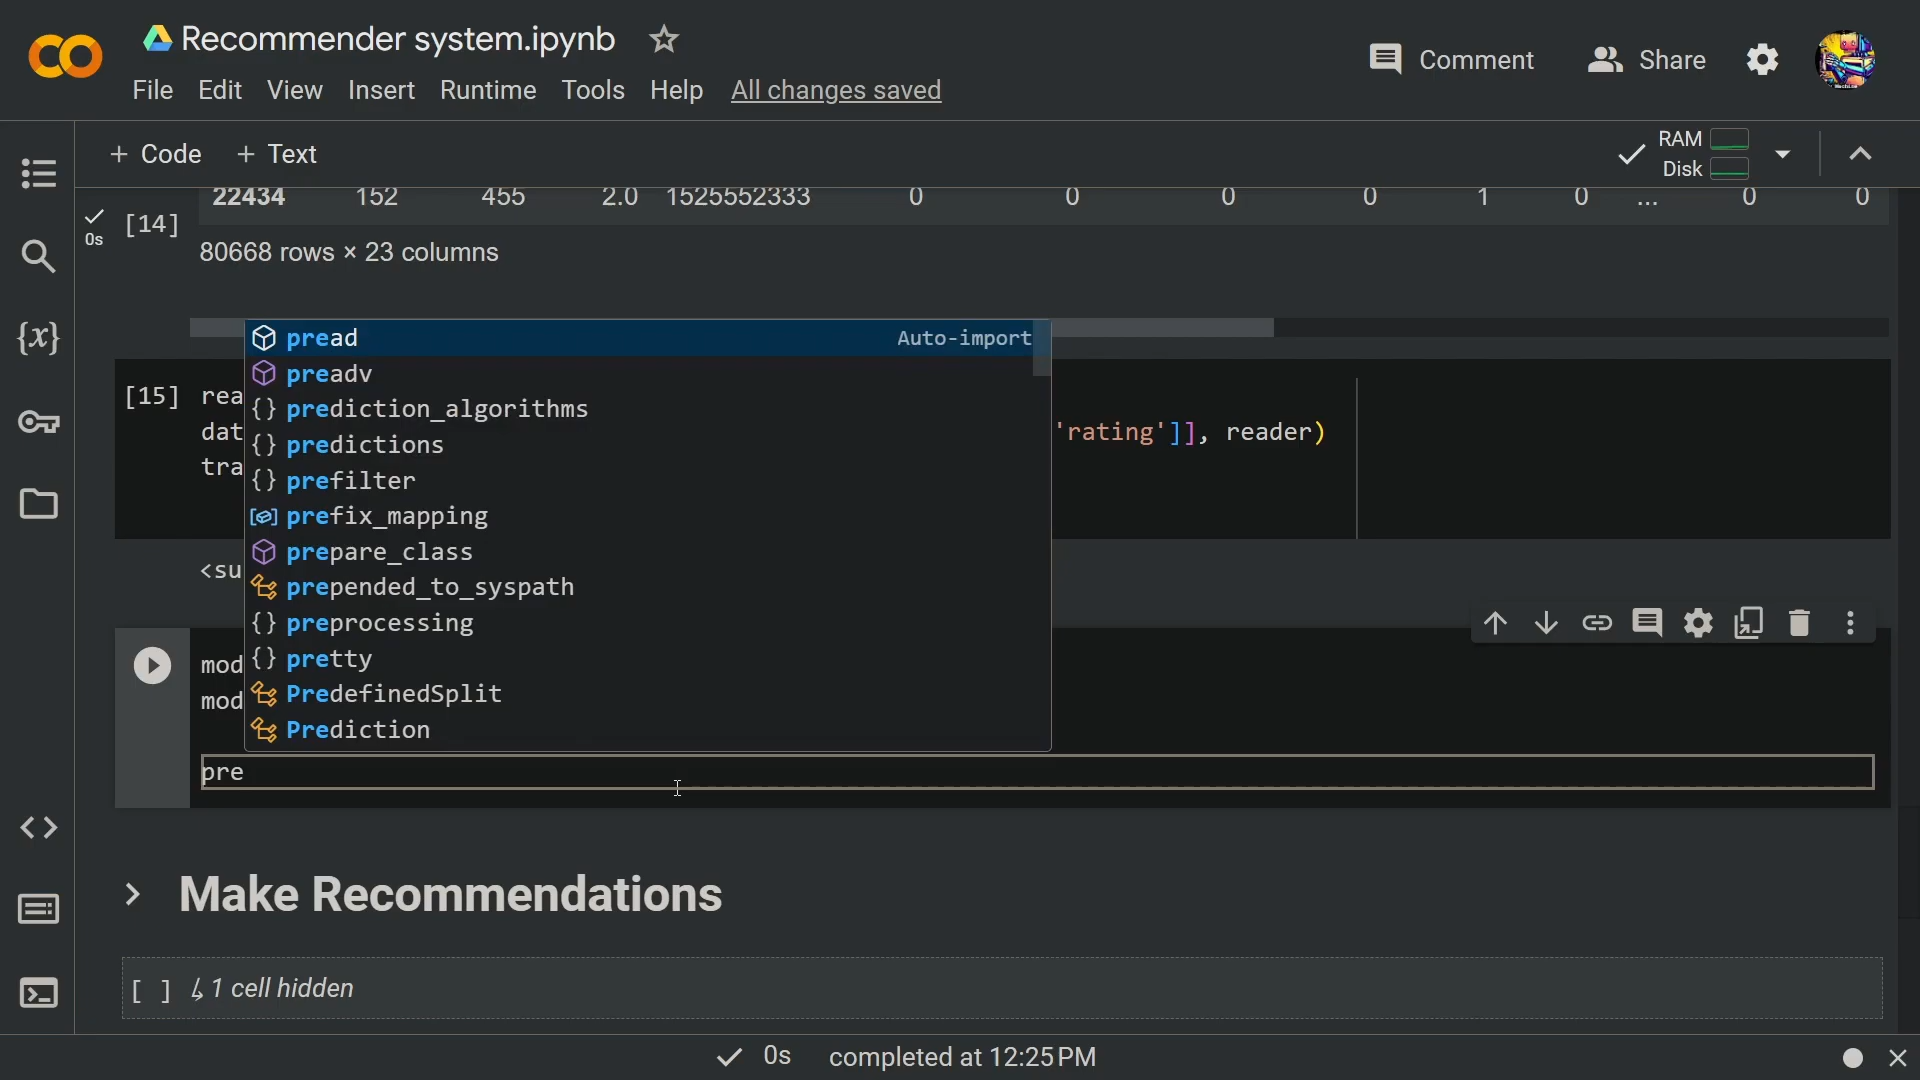 Recommender system.ipynb
Comment
Share
File Edit View Insert Runtime Tools Help All changes saved
+ Code + Text
RAM
Disk
22434 152 455 2.0 1525552333 0 0 0 0 1 0 ... 0 0
0s
[14]
80668 rows × 23 columns
pread Auto-import
preadv
prediction_algorithms
predictions
prefilter
prefix_mapping
prepare_class
prepended_to_syspath
preprocessing
pretty
PredefinedSplit
Prediction
[15] rea
dat 'rating']], reader)
tra
<su
mod
mod
pre
Make Recommendations
[ ] ↳ 1 cell hidden
0s completed at 12:25 PM